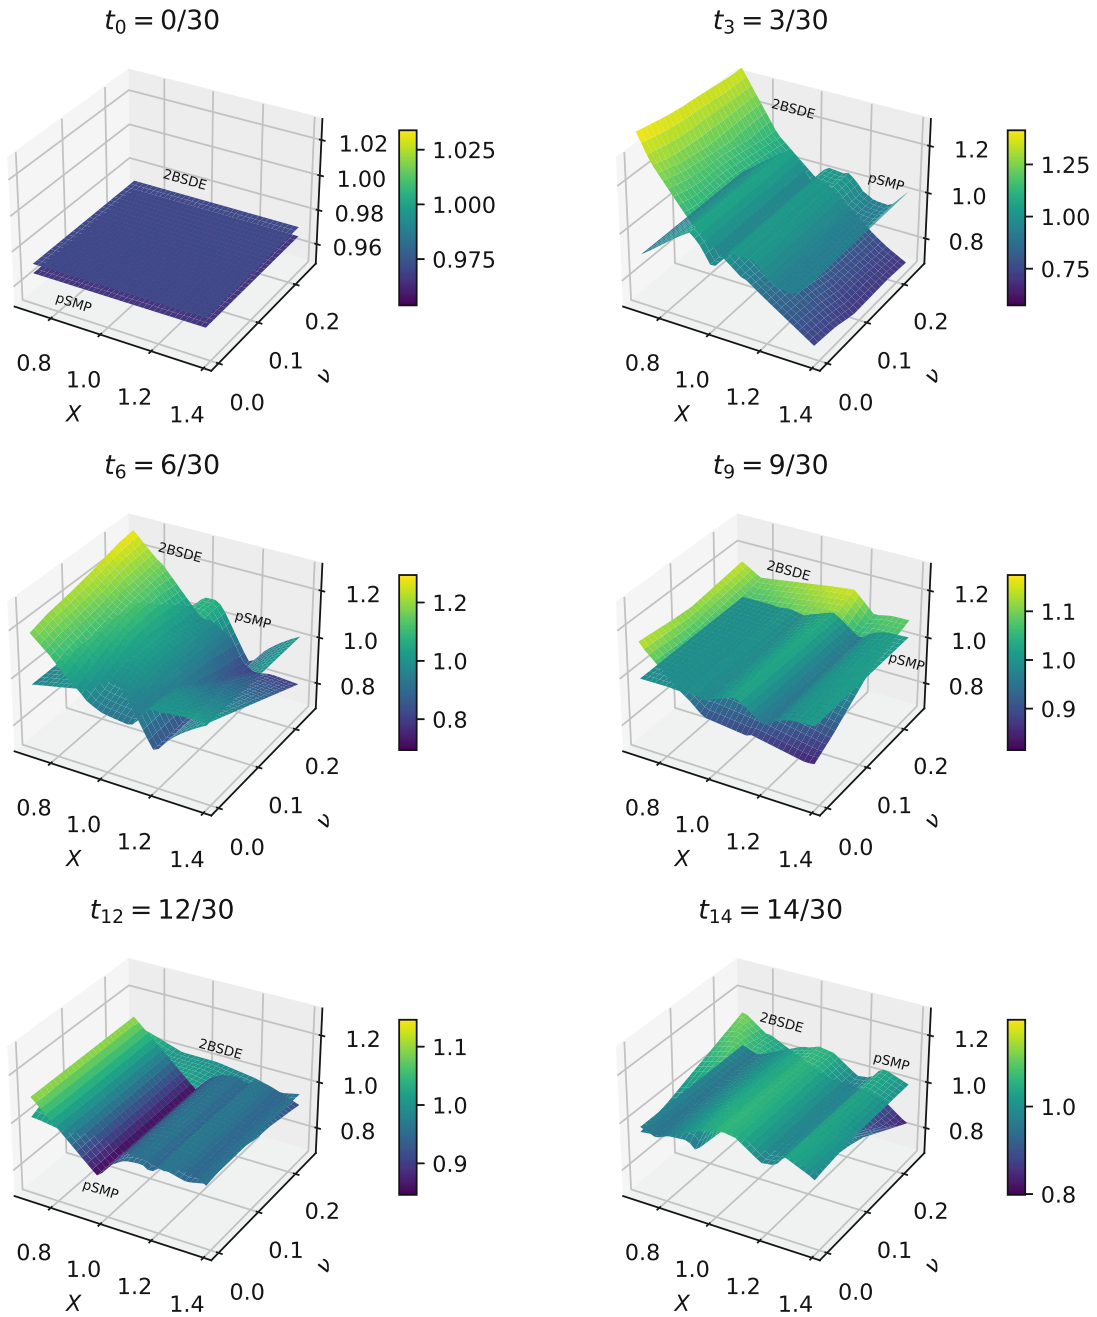 t₀ = 0/30
2BSDE
pSMP
1.02
1.00
0.98
0.96
1.025
1.000
0.975
0.8
1.0
1.2
1.4
X
0.0
0.1
0.2
ν
t₃ = 3/30
2BSDE
pSMP
1.2
1.0
0.8
1.25
1.00
0.75
0.8
1.0
1.2
1.4
X
0.0
0.1
0.2
ν
t₆ = 6/30
2BSDE
pSMP
1.2
1.0
0.8
1.2
1.0
0.8
0.8
1.0
1.2
1.4
X
0.0
0.1
0.2
ν
t₉ = 9/30
2BSDE
pSMP
1.2
1.0
0.8
1.1
1.0
0.9
0.8
1.0
1.2
1.4
X
0.0
0.1
0.2
ν
t₁₂ = 12/30
2BSDE
pSMP
1.2
1.0
0.8
1.1
1.0
0.9
0.8
1.0
1.2
1.4
X
0.0
0.1
0.2
ν
t₁₄ = 14/30
2BSDE
pSMP
1.2
1.0
0.8
1.0
0.8
0.8
1.0
1.2
1.4
X
0.0
0.1
0.2
ν